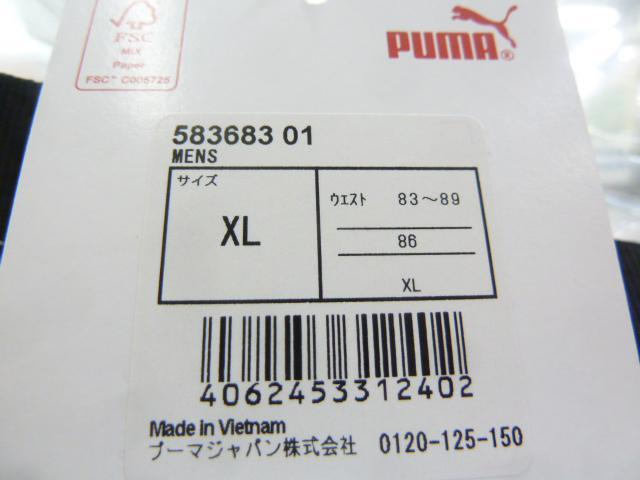 FSC
MIX
Paper
FSC™ C005725
PUMA®
583683 01
MENS
サイズ
XL
ウエスト 83～89
86
XL
4062453312402
Made in Vietnam
プーマジャパン株式会社 0120-125-150